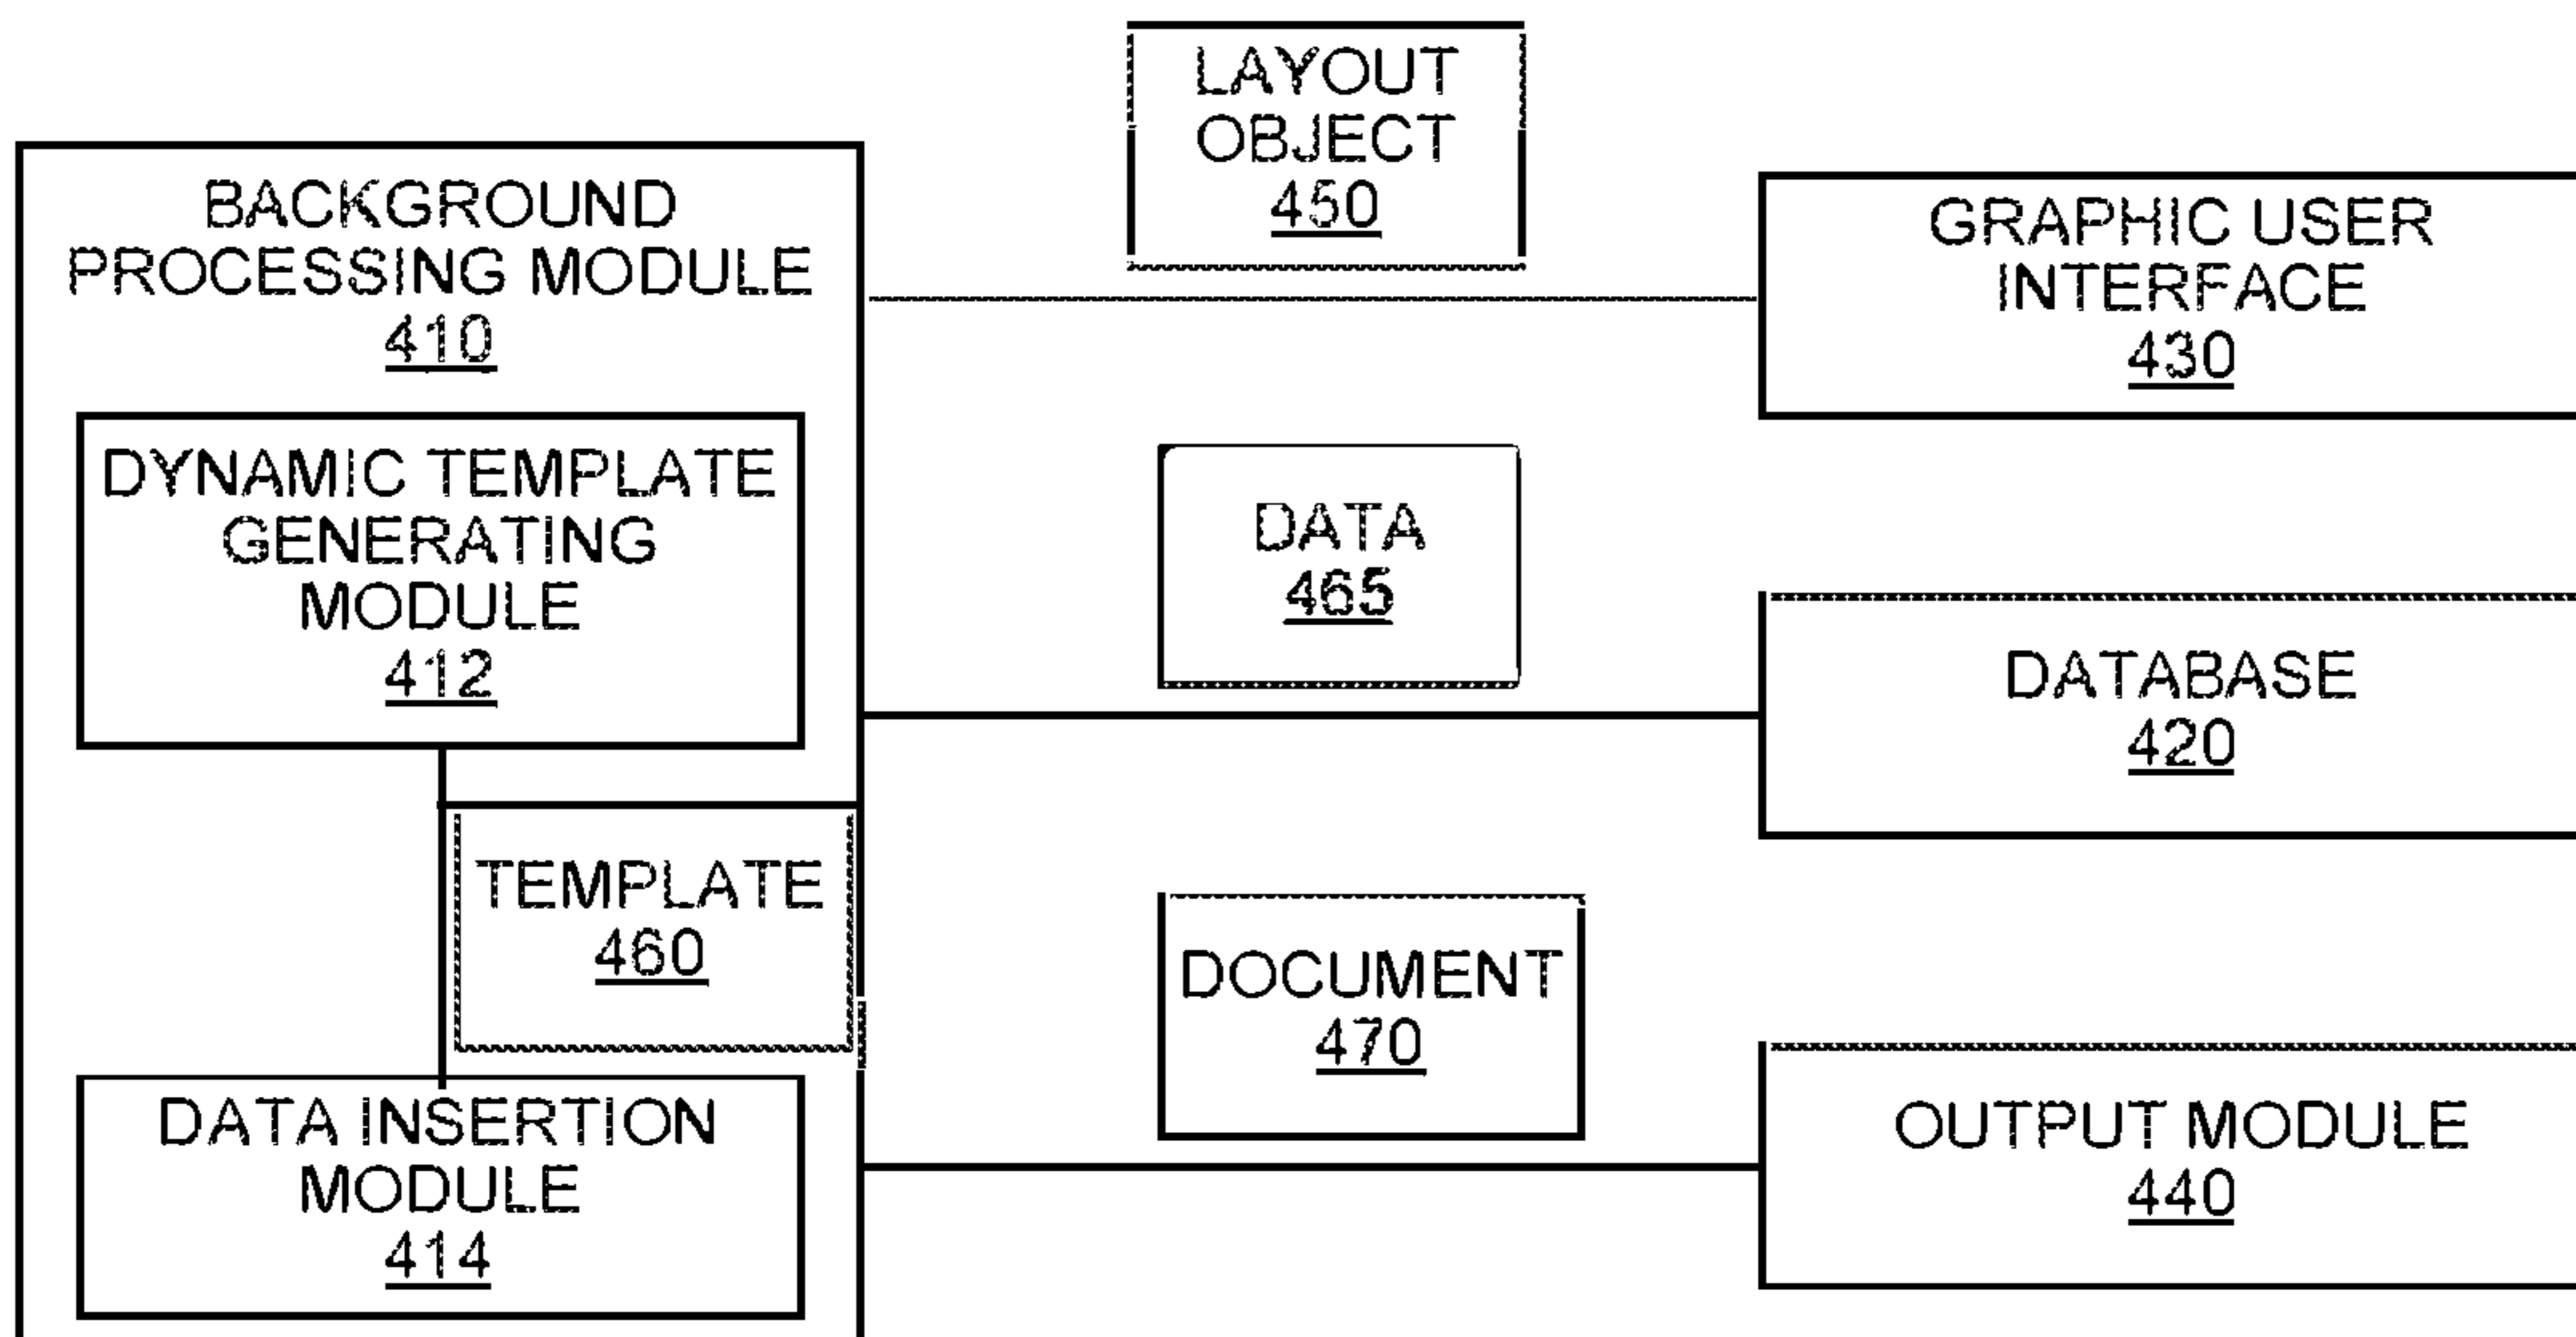 LAYOUT
OBJECT
450
BACKGROUND
PROCESSING MODULE
410
GRAPHIC USER
INTERFACE
430
DYNAMIC TEMPLATE
GENERATING
MODULE
412
DATA
465
DATABASE
420
TEMPLATE
460
DOCUMENT
470
DATA INSERTION
MODULE
414
OUTPUT MODULE
440